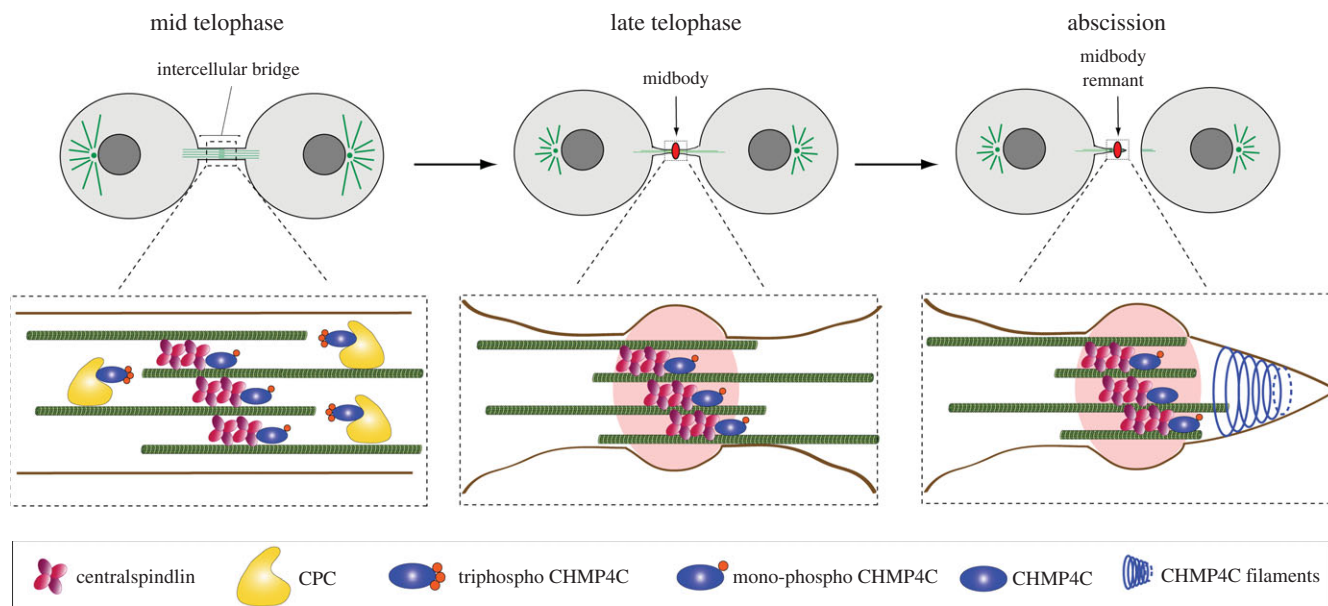 mid telophase
late telophase
abscission
intercellular bridge
midbody
midbody
remnant
centralspindlin
CPC
triphospho CHMP4C
mono-phospho CHMP4C
CHMP4C
CHMP4C filaments